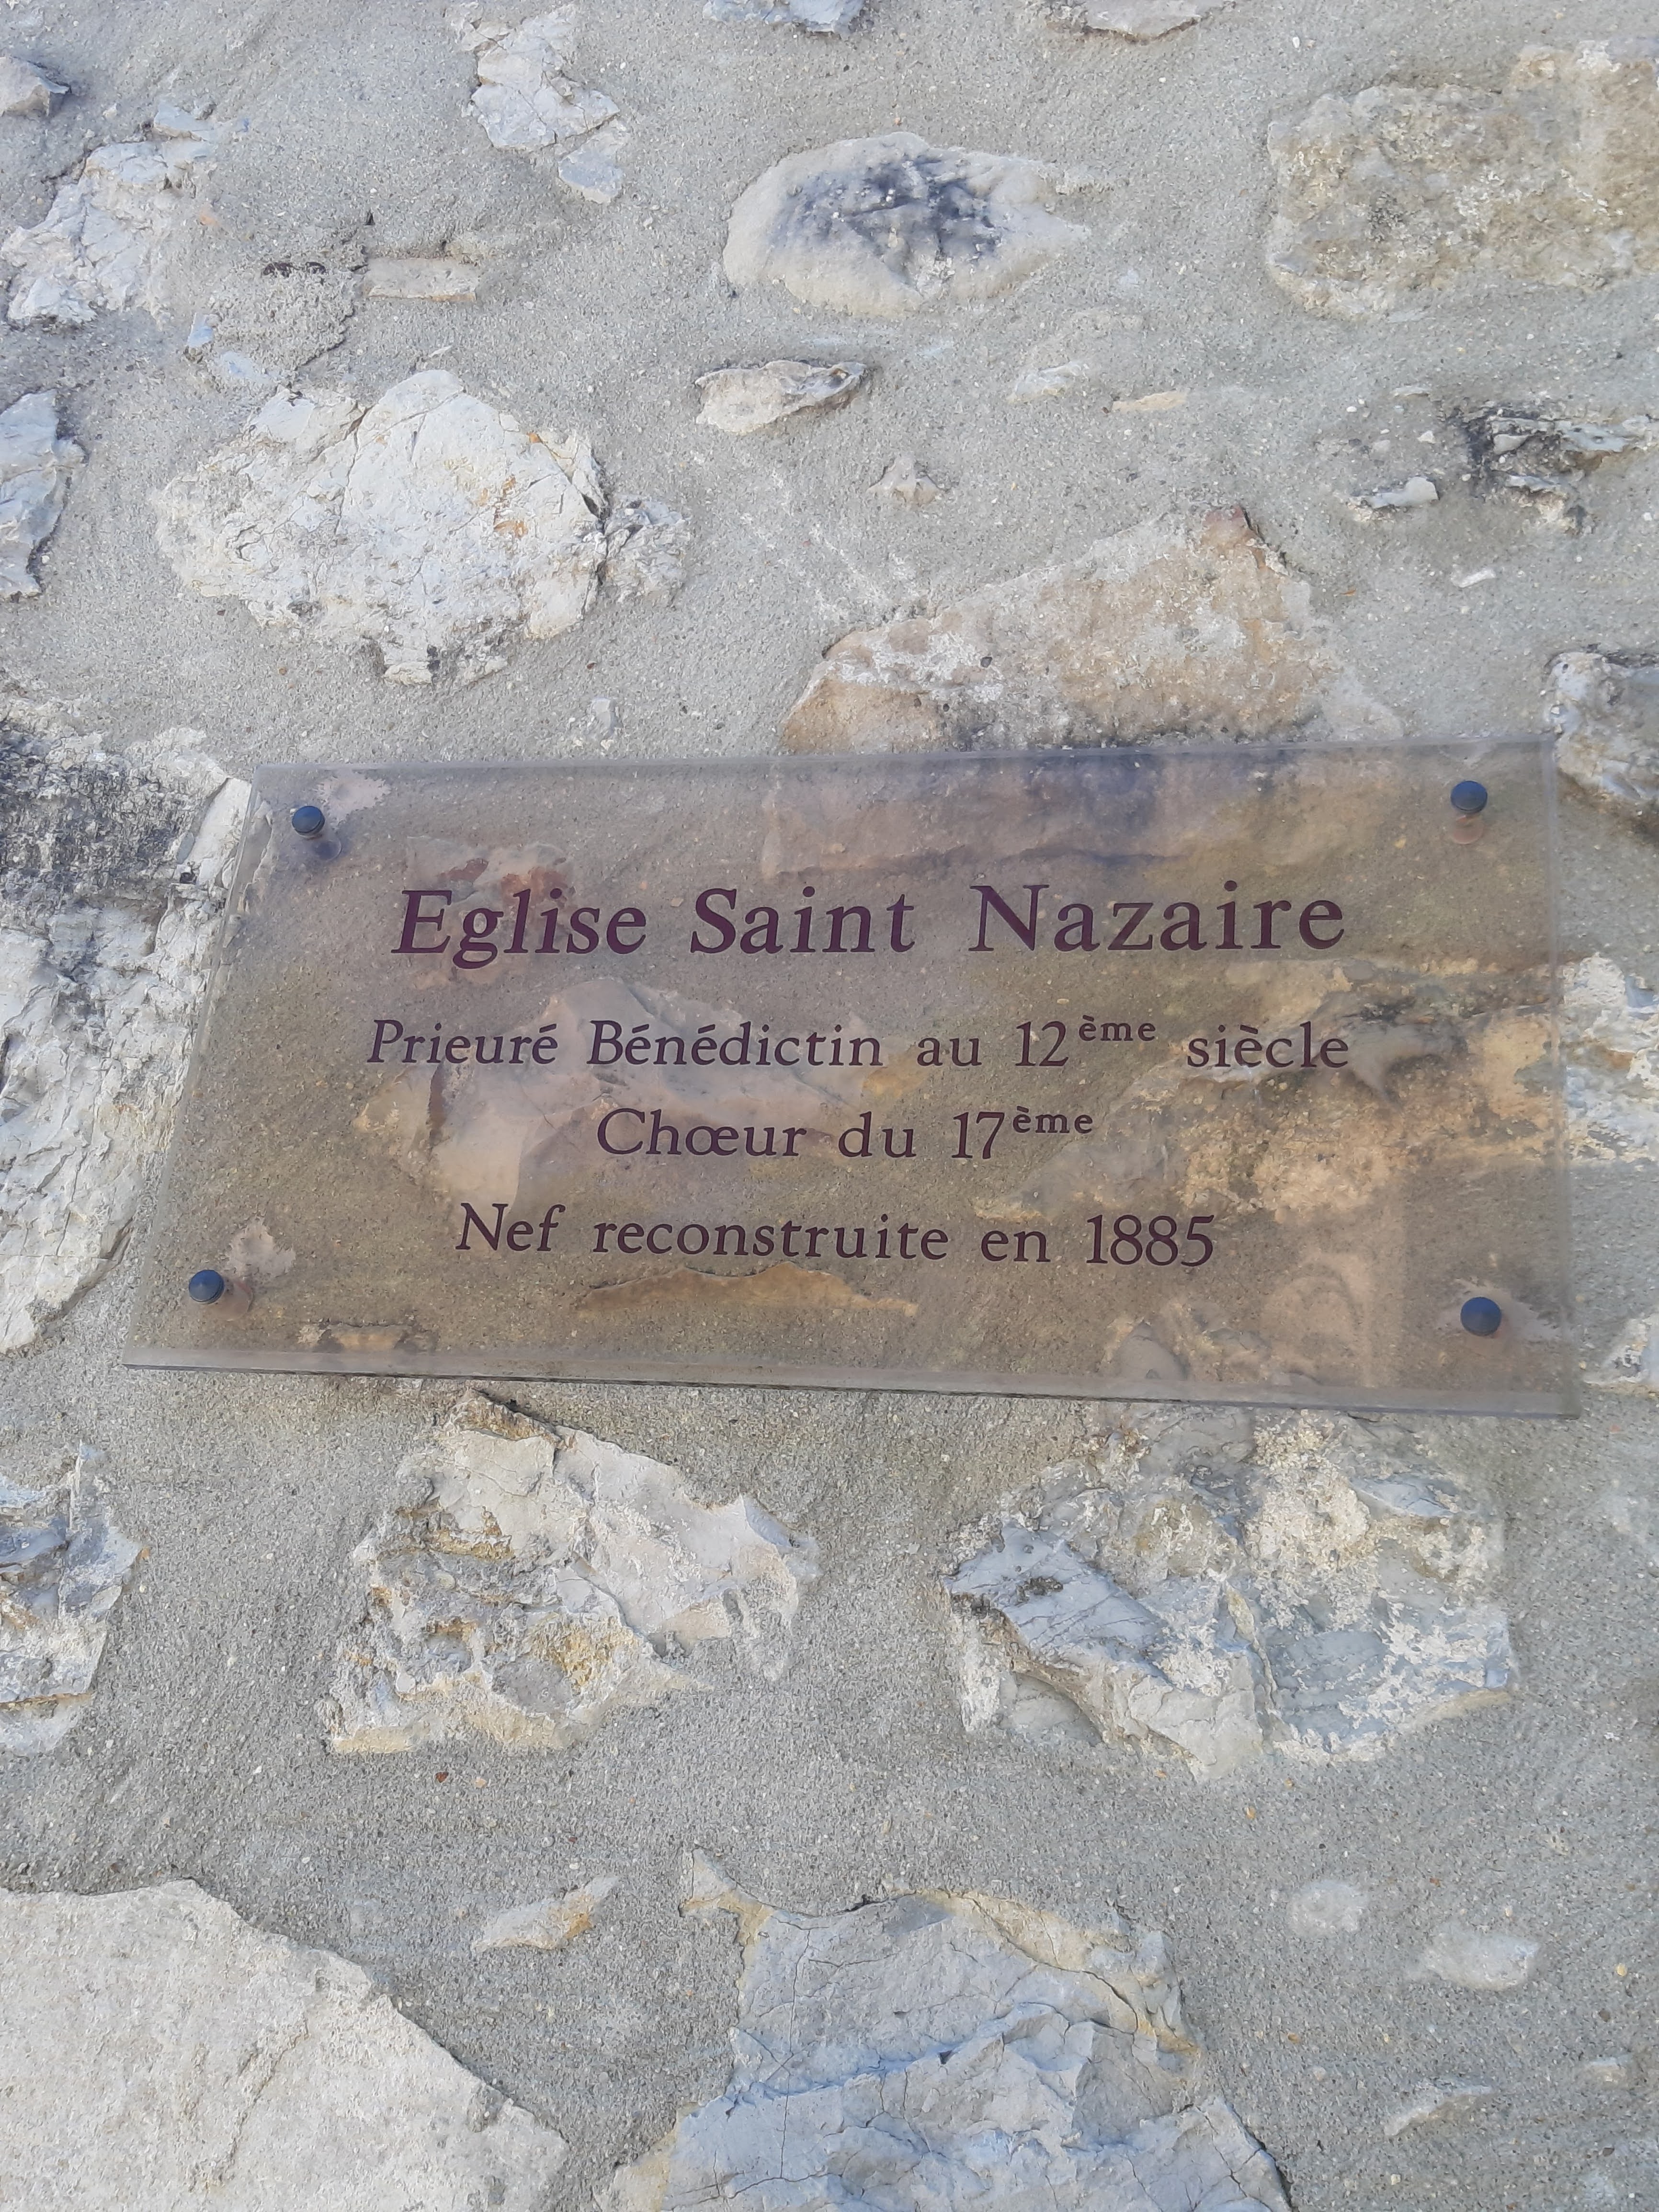 Eglise Saint Nazaire
Prieuré Bénédictin au 12ème siècle
Chœur du 17ème
Nef reconstruite en 1885